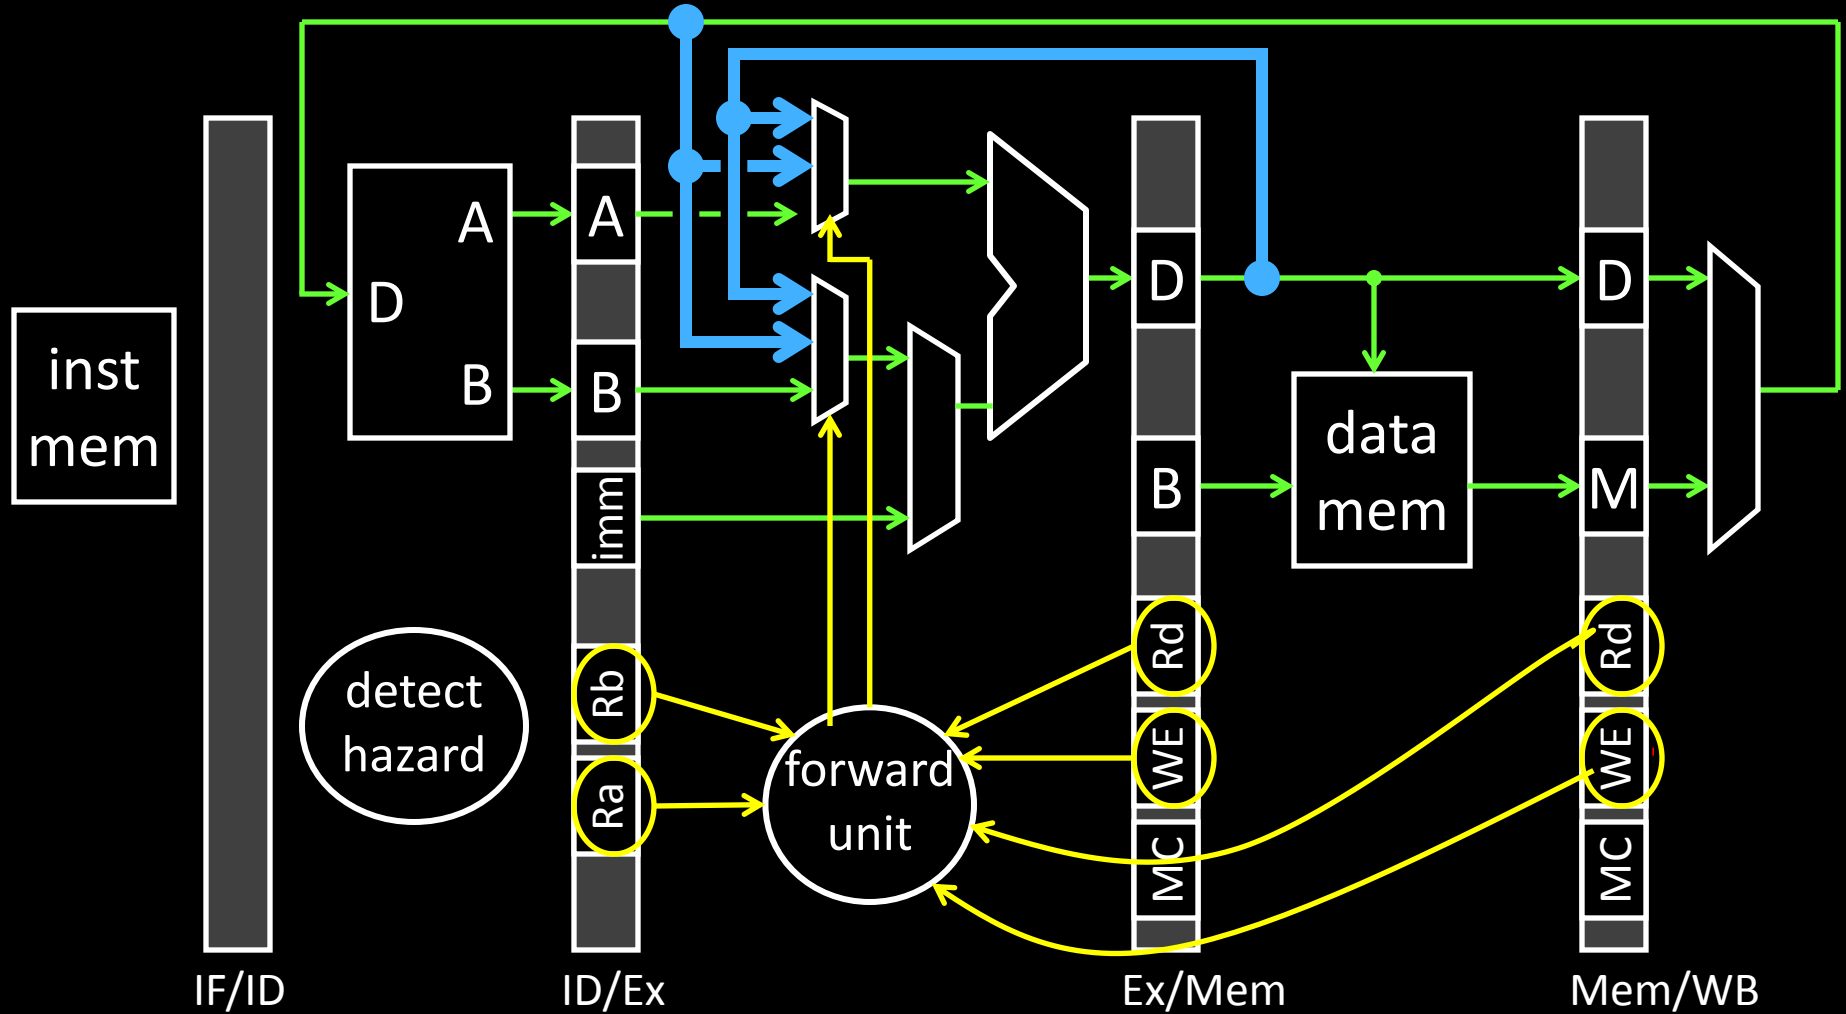 inst
mem
D
A
B
A
B
imm
Rb
Ra
detect
hazard
forward
unit
D
B
Rd
WE
MC
data
mem
D
M
Rd
WE
MC
IF/ID
ID/Ex
Ex/Mem
Mem/WB